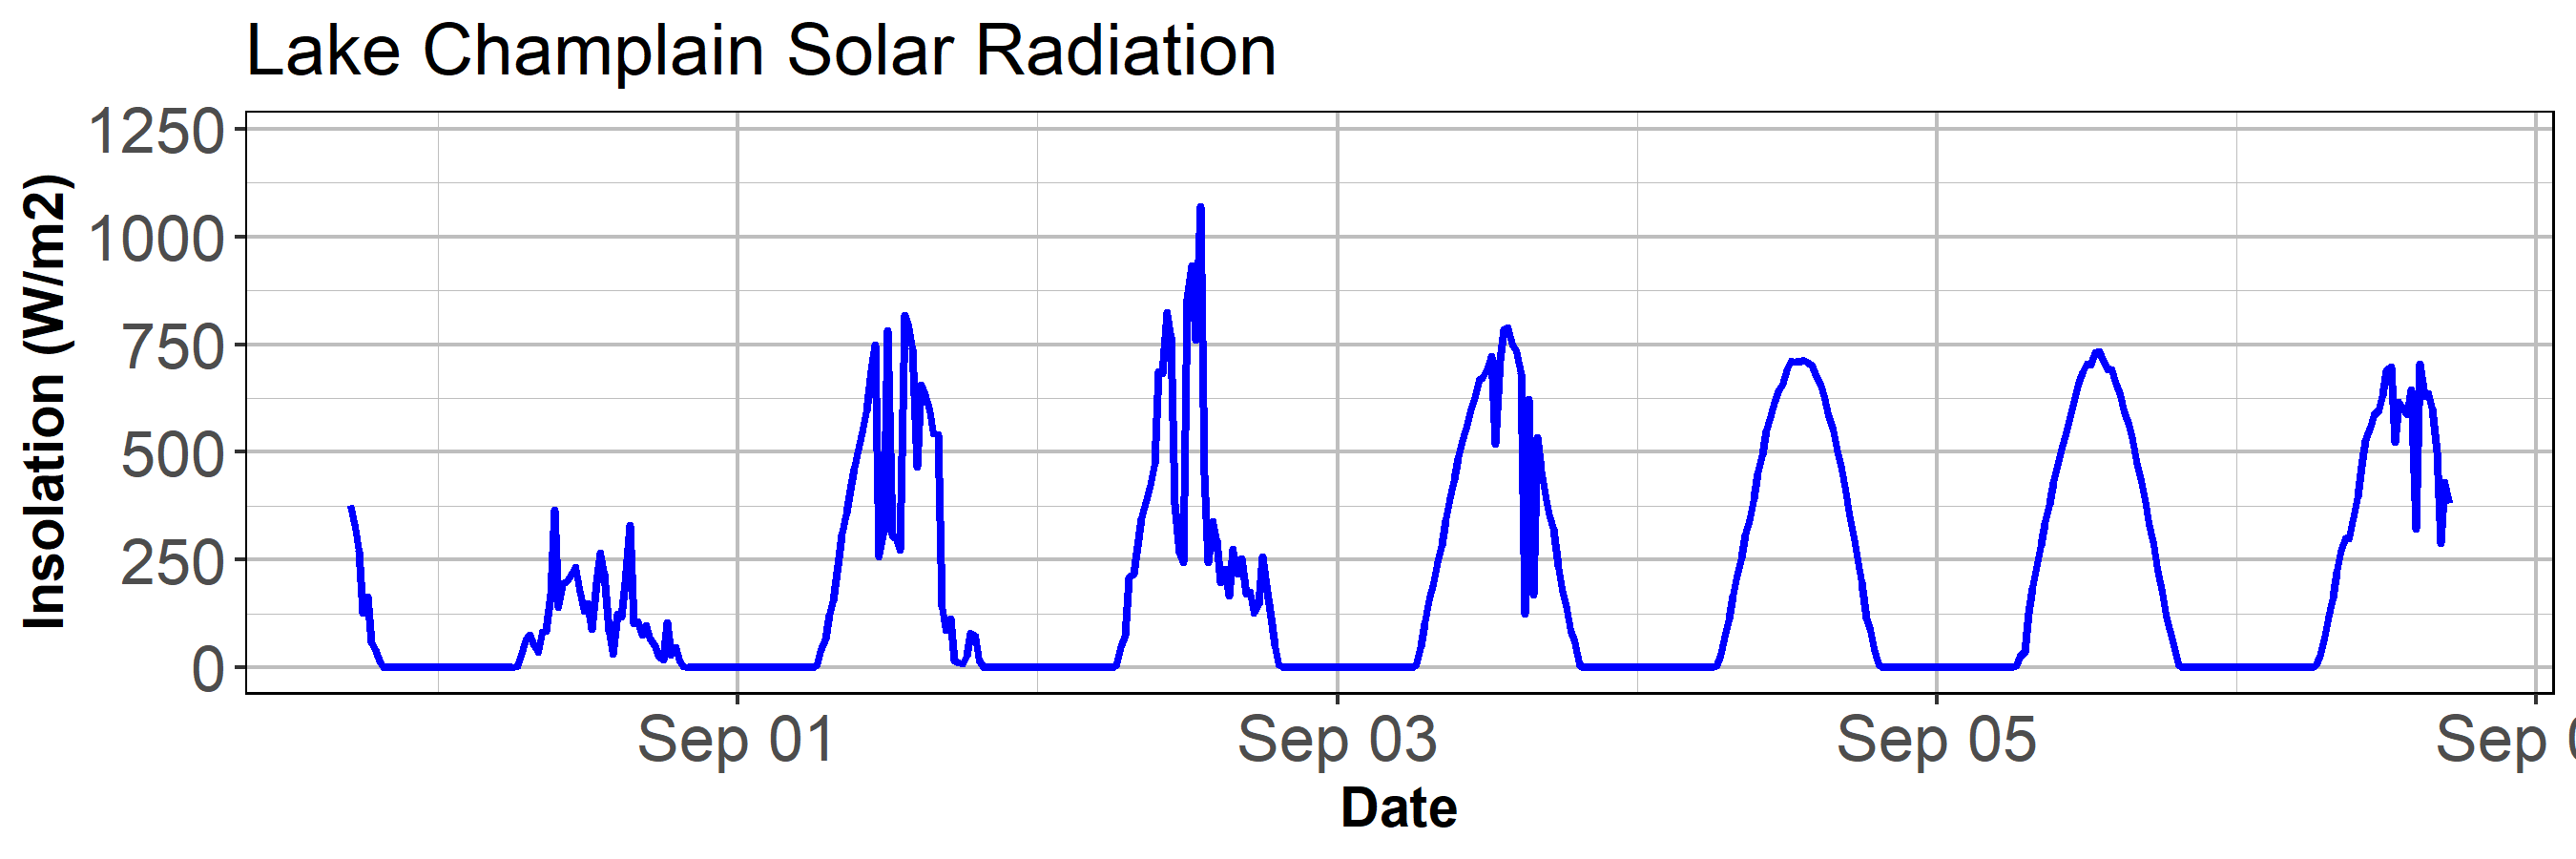 Lake Champlain Solar Radiation
Insolation (W/m2)
1250
1000
750
500
250
0
Sep 01 Sep 03 Sep 05 Sep
Date